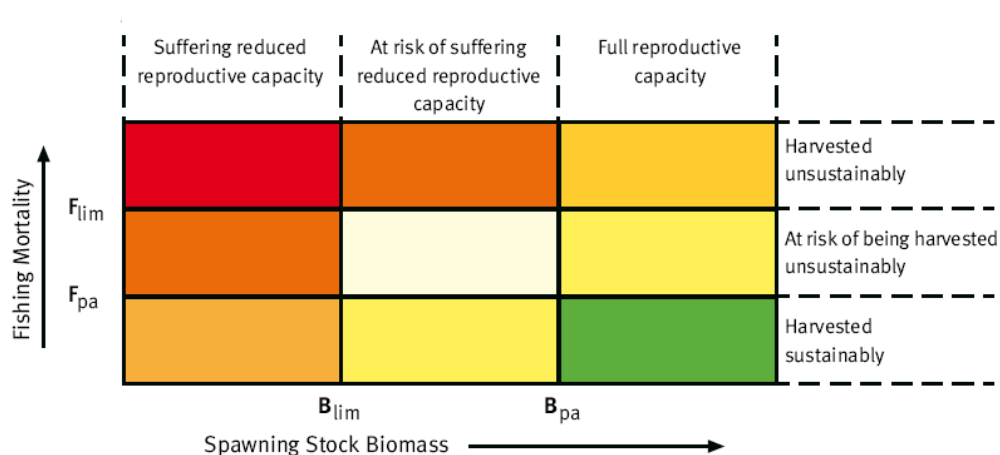 Suffering reduced
reproductive capacity
At risk of suffering
reduced reproductive
capacity
Full reproductive
capacity
Harvested
unsustainably
Flim
At risk of being harvested
unsustainably
Fpa
Harvested
sustainably
Fishing Mortality
Blim
Bpa
Spawning Stock Biomass